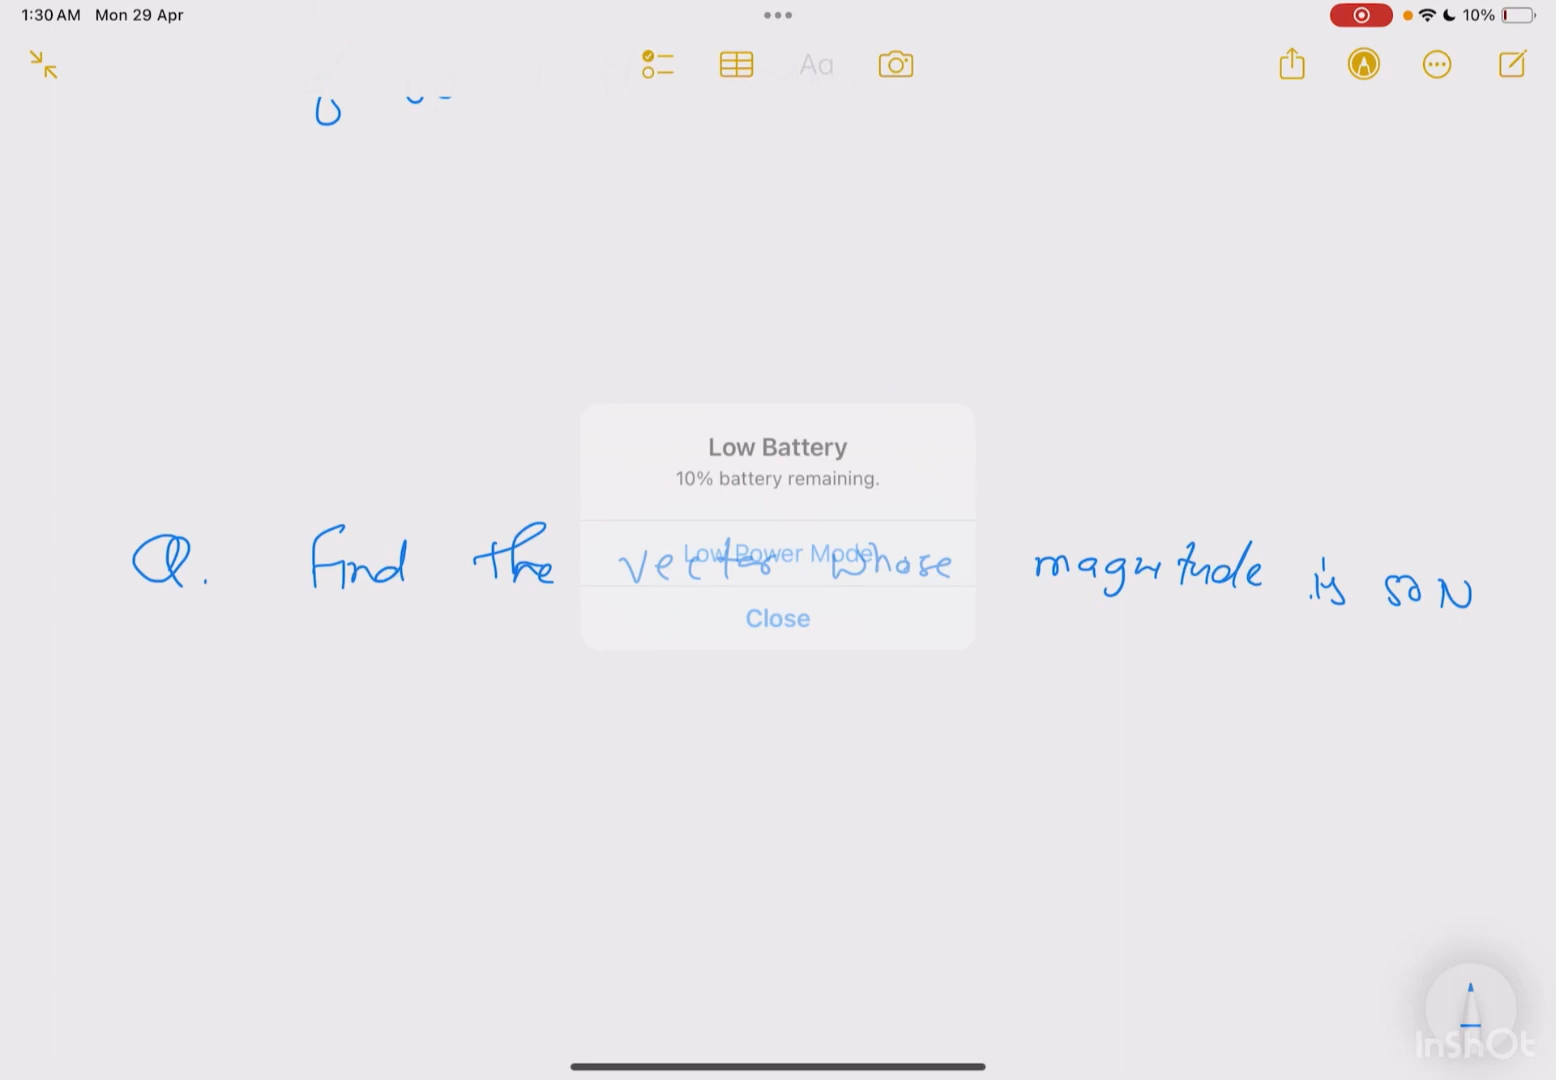 1:30 AM Mon 29 Apr
10%
Aa
Low Battery
10% battery remaining.
Low Power Mode
Q. Find the vector whose magnitude is 50 N
Close
InShOt